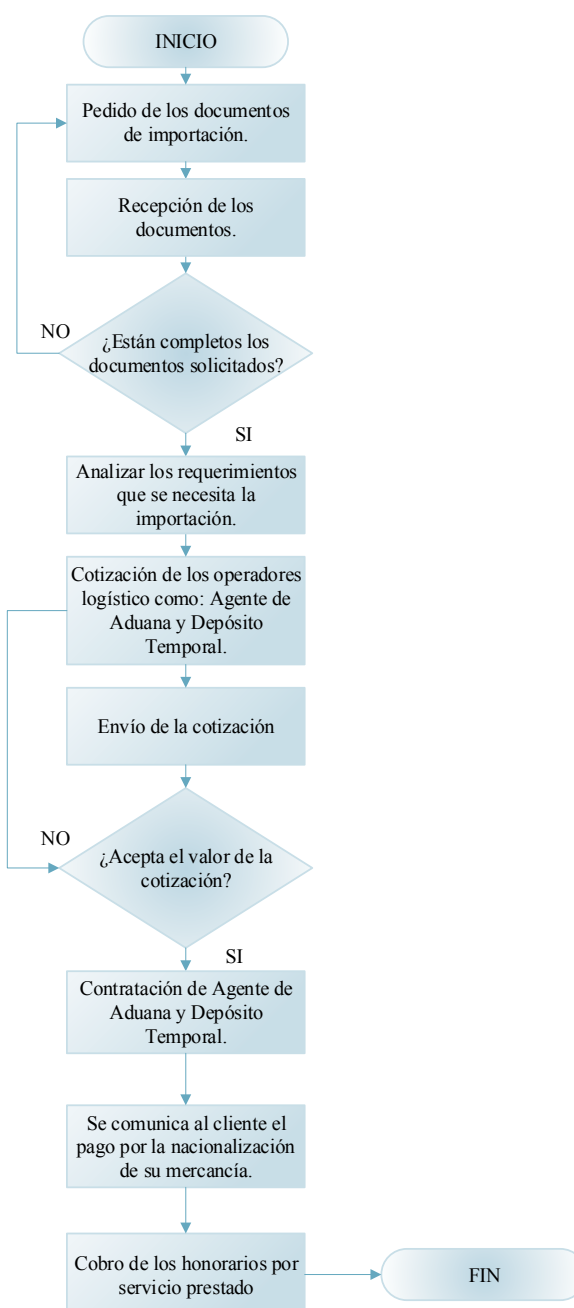 INICIO
Pedido de los documentos
de importación.
Recepción de los
documentos.
NO
¿Están completos los
documentos solicitados?
SI
Analizar los requerimientos
que se necesita la
importación.
Cotización de los operadores
logístico como: Agente de
Aduana y Depósito
Temporal.
Envío de la cotización
NO
¿Acepta el valor de la
cotización?
SI
Contratación de Agente de
Aduana y Depósito
Temporal.
Se comunica al cliente el
pago por la nacionalización
de su mercancía.
Cobro de los honorarios por
servicio prestado
FIN